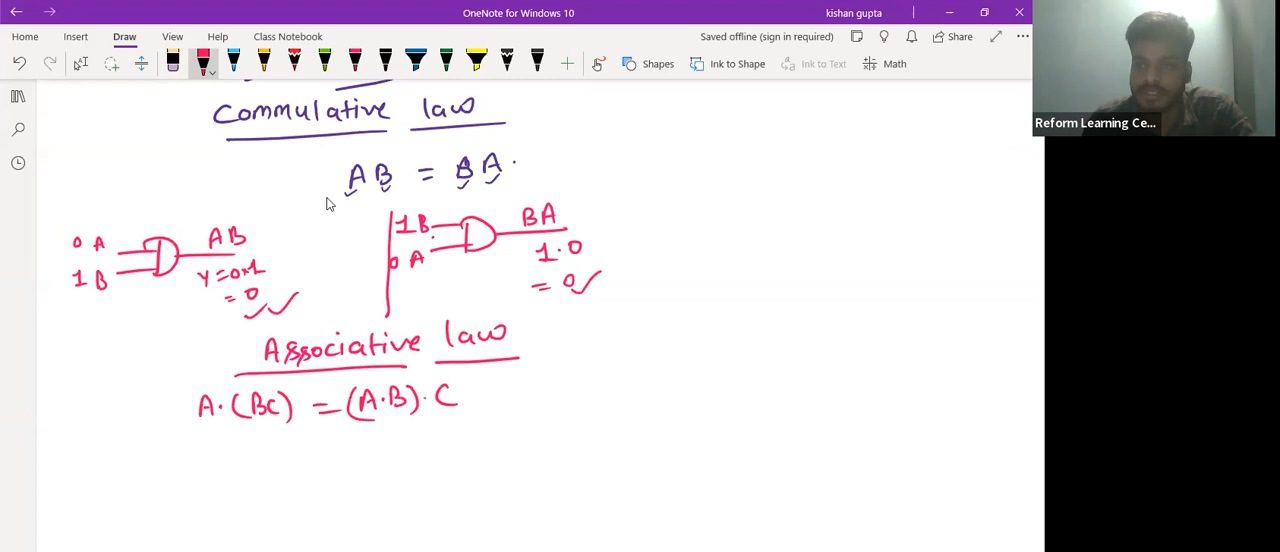 OneNote for Windows 10
kishan gupta
Home Insert Draw View Help Class Notebook
Saved offline (sign in required)
Share
Shapes
Ink to Shape
Ink to Text
Math
Reform Learning Ce...
Commulative law
AB = BA.
0 A
1 B
AB
Y = 0×1
= 0
1 B
0 A
BA
1.0
= 0
Associative law
A.(BC) = (A.B).C